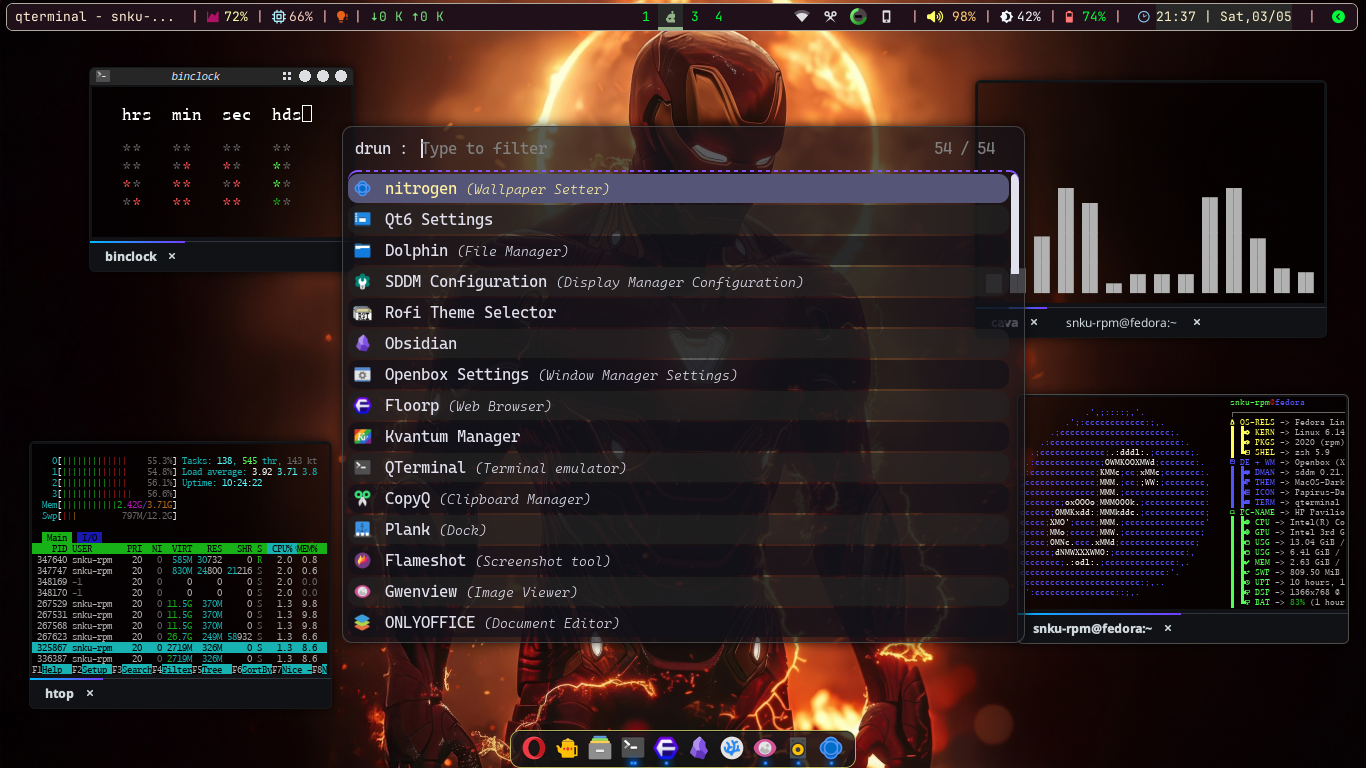 qterminal - snku-... | 72% | 66% | | ↓0 K ↑0 K 1 3 4 | 98% | 42% | 74% | 21:37 | Sat,03/05 |
binclock
hrs min sec hds
**
** ** ** **
** ** ** **
** ** ** **
binclock ×
drun : Type to filter 54 / 54
nitrogen (Wallpaper Setter)
Qt6 Settings
Dolphin (File Manager)
SDDM Configuration (Display Manager Configuration)
Rofi Theme Selector
Obsidian
Openbox Settings (Window Manager Settings)
Floorp (Web Browser)
Kvantum Manager
QTerminal (Terminal emulator)
CopyQ (Clipboard Manager)
Plank (Dock)
Flameshot (Screenshot tool)
Gwenview (Image Viewer)
ONLYOFFICE (Document Editor)
cava × snku-rpm@fedora:~ ×
0[ 55.3%] Tasks: 138, 545 thr, 143 kt
1[ 54.8%] Load average: 3.92 3.71 3.8
2[ 56.1%] Uptime: 10:24:22
3[ 56.6%]
Mem[ 2.42G/3.71G]
Swp[ 797M/12.2G]
Main I/O
PID USER PRI NI VIRT RES SHR S CPU% MEM%
347640 snku-rpm 20 0 585M 30732 R 2.0 0.8
347747 snku-rpm 20 0 830M 24800 21216 S 2.0 0.6
348169 -1 20 0 0 0 0 S 2.0 0.0
348170 -1 20 0 0 0 0 S 2.0 0.0
267529 snku-rpm 20 0 11.5G 370M S 1.3 9.8
267531 snku-rpm 20 0 11.5G 370M S 1.3 9.8
267568 snku-rpm 20 0 11.5G 370M S 1.3 9.8
267623 snku-rpm 20 0 26.7G 249M 58932 S 1.3 6.6
325867 snku-rpm 20 0 2719M 326M S 1.3 8.6
336387 snku-rpm 20 0 2719M 326M S 1.3 8.6
F1Help F2Setup F3Search F4Filter F5Tree F6SortBy F7Nice - F8N
htop ×
snku-rpm@fedora
OS-RELS -> Fedora Lin
KERN -> Linux 6.14
PKGS -> 2020 (rpm)
SHEL -> zsh 5.9
DE + WM -> Openbox (X
DMAN -> sddm 0.21.
THEM -> MacOS-Dark
ICON -> Papirus-Da
TERM -> qterminal
PC-NAME -> HP Pavilio
CPU -> Intel(R) Co
GPU -> Intel 3rd G
USG -> 13.04 GiB /
USG -> 6.41 GiB /
MEM -> 2.63 GiB /
SWP -> 809.50 MiB
UPT -> 10 hours, 1
DSP -> 1366x768 @
BAT -> 83% (1 hour
snku-rpm@fedora:~ ×